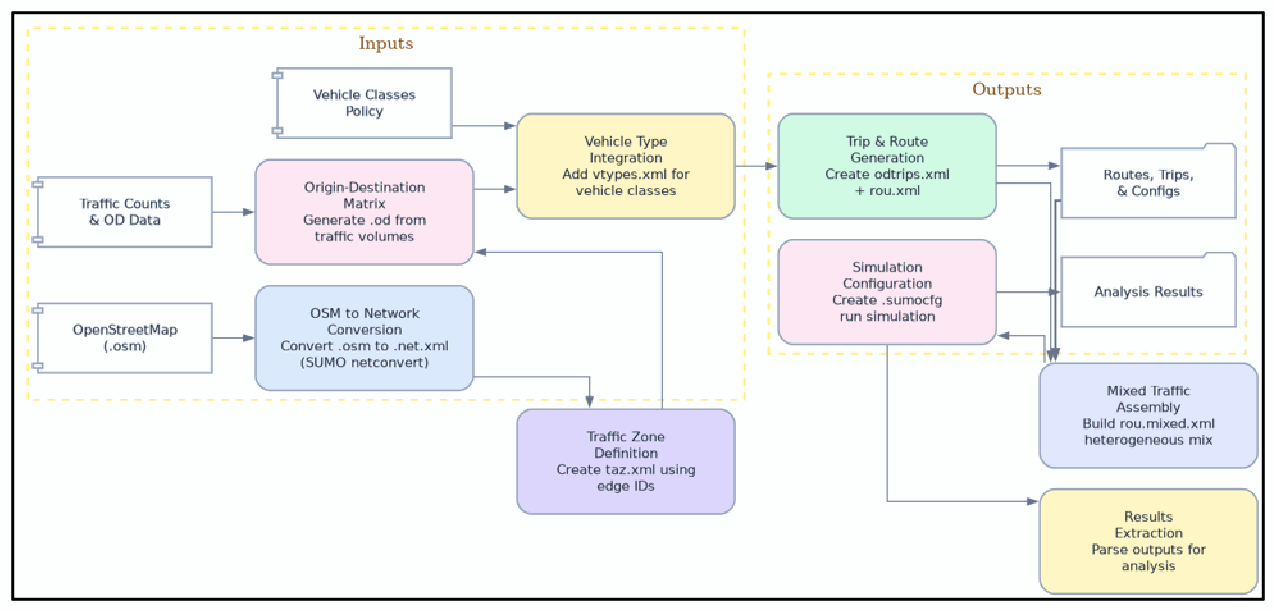 Inputs
Vehicle Classes
Policy
Traffic Counts
& OD Data
Origin-Destination
Matrix
Generate .od from
traffic volumes
Vehicle Type
Integration
Add vtypes.xml for
vehicle classes
OpenStreetMap
(.osm)
OSM to Network
Conversion
Convert .osm to .net.xml
(SUMO netconvert)
Traffic Zone
Definition
Create taz.xml using
edge IDs
Outputs
Trip & Route
Generation
Create odtrips.xml
+ rou.xml
Routes, Trips,
& Configs
Simulation
Configuration
Create .sumocfg
run simulation
Analysis Results
Mixed Traffic
Assembly
Build rou.mixed.xml
heterogeneous mix
Results
Extraction
Parse outputs for
analysis